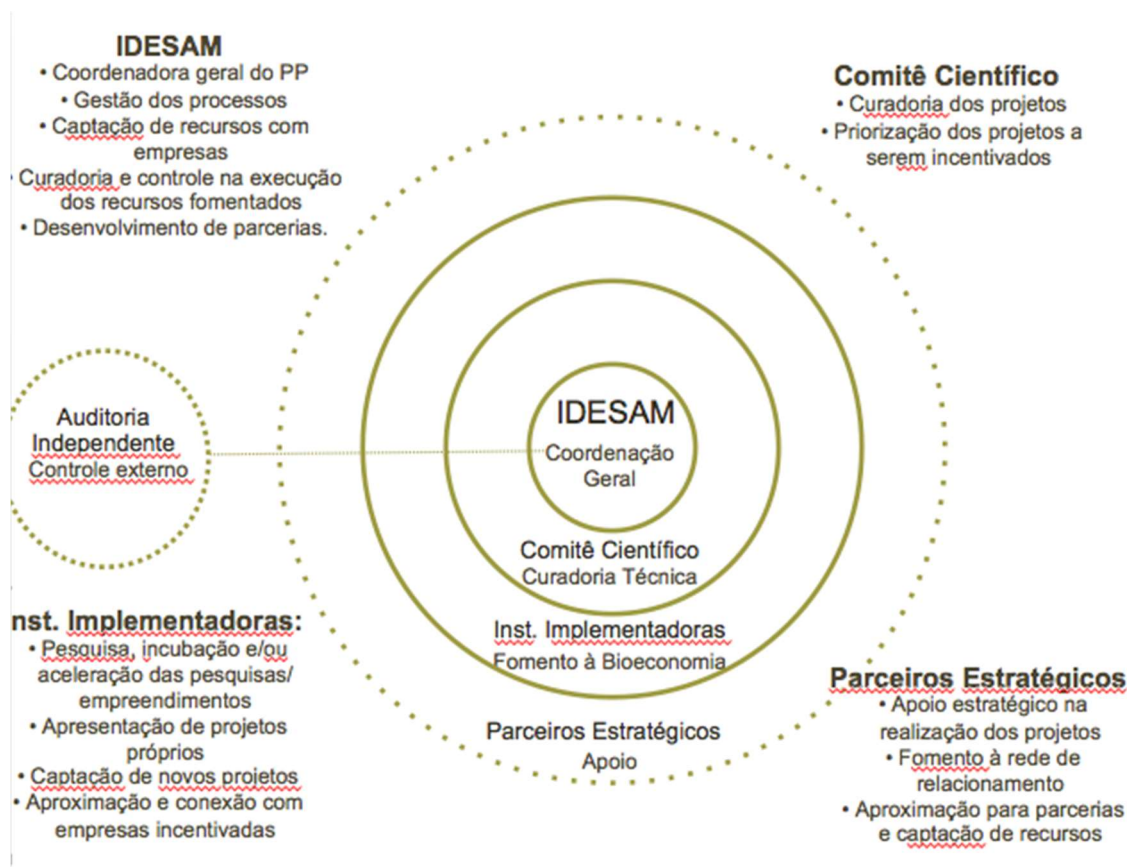 IDESAM
• Coordenadora geral do PP
• Gestão dos processos
• Captação de recursos com
empresas
• Curadoria e controle na execução
dos recursos fomentados
• Desenvolvimento de parcerias.
Comitê Científico
• Curadoria dos projetos
• Priorização dos projetos a
serem incentivados
Auditoria
Independente
Controle externo
IDESAM
Coordenação
Geral
Comitê Científico
Curadoria Técnica
Inst. Implementadoras
Fomento à Bioeconomia
Parceiros Estratégicos
Apoio
nst. Implementadoras:
• Pesquisa, incubação e/ou
aceleração das pesquisas/
empreendimentos
• Apresentação de projetos
próprios
• Captação de novos projetos
• Aproximação e conexão com
empresas incentivadas
Parceiros Estratégicos
• Apoio estratégico na
realização dos projetos
• Fomento à rede de
relacionamento
• Aproximação para parcerias
e captação de recursos